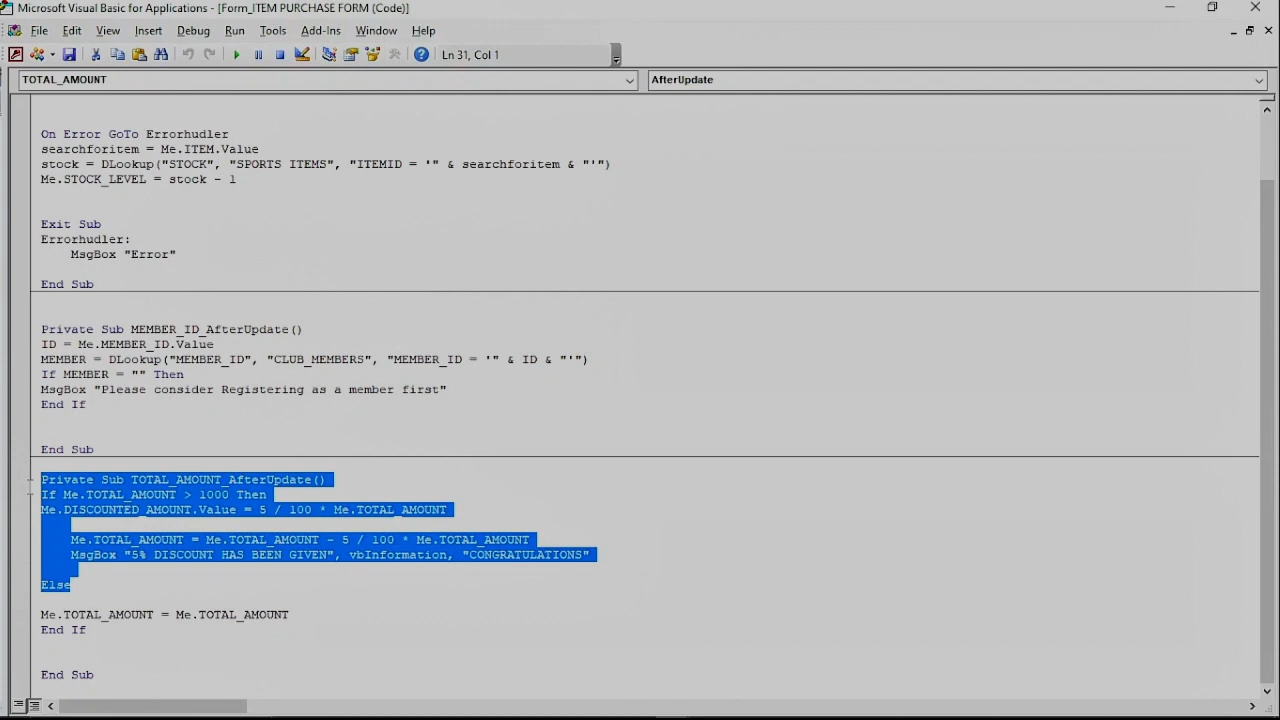 Microsoft Visual Basic for Applications - [Form_ITEM PURCHASE FORM (Code)]
File Edit View Insert Debug Run Tools Add-Ins Window Help
Ln 31, Col 1
TOTAL_AMOUNT AfterUpdate
On Error GoTo Errorhudler
searchforitem = Me.ITEM.Value
stock = DLookup("STOCK", "SPORTS ITEMS", "ITEMID = '" & searchforitem & "'")
Me.STOCK_LEVEL = stock - 1
Exit Sub
Errorhudler:
MsgBox "Error"
End Sub
Private Sub MEMBER_ID_AfterUpdate()
ID = Me.MEMBER_ID.Value
MEMBER = DLookup("MEMBER_ID", "CLUB_MEMBERS", "MEMBER_ID = '" & ID & "'")
If MEMBER = "" Then
MsgBox "Please consider Registering as a member first"
End If
End Sub
Private Sub TOTAL_AMOUNT_AfterUpdate()
If Me.TOTAL_AMOUNT > 1000 Then
Me.DISCOUNTED_AMOUNT.Value = 5 / 100 * Me.TOTAL_AMOUNT
Me.TOTAL_AMOUNT = Me.TOTAL_AMOUNT - 5 / 100 * Me.TOTAL_AMOUNT
MsgBox "5% DISCOUNT HAS BEEN GIVEN", vbInformation, "CONGRATULATIONS"
Else
Me.TOTAL_AMOUNT = Me.TOTAL_AMOUNT
End If
End Sub